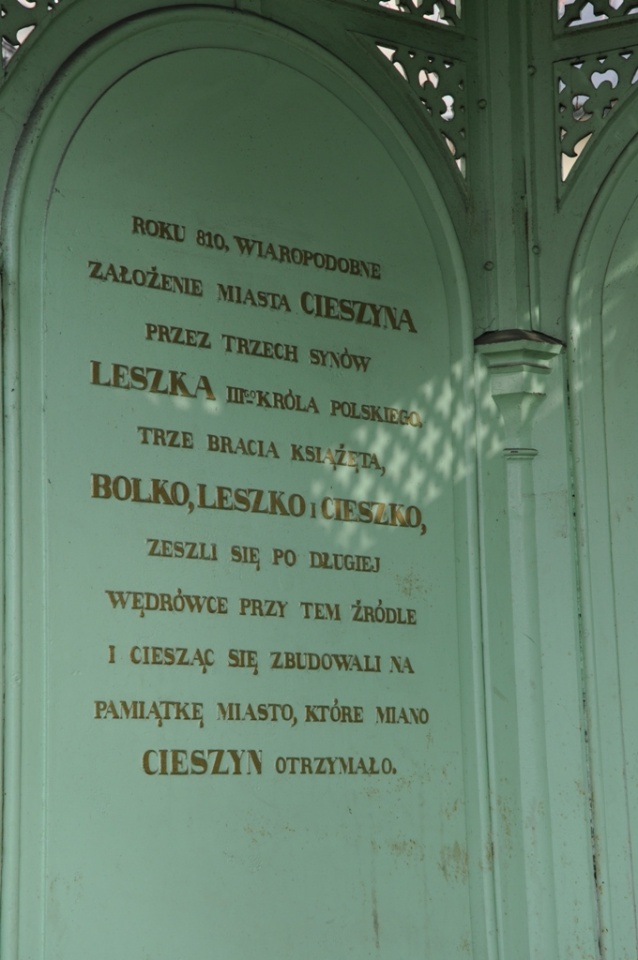 ROKU 810, WIAROPODOBNE
ZAŁOŻENIE MIASTA CIESZYNA
PRZEZ TRZECH SYNÓW
LESZKA IIIGO KRÓLA POLSKIEGO.
TRZE BRACIA KSIĄŻĘTA,
BOLKO, LESZKO I CIESZKO,
ZESZLI SIĘ PO DŁUGIEJ
WĘDRÓWCE PRZY TEM ŹRÓDLE
I CIESZĄC SIĘ ZBUDOWALI NA
PAMIĄTKĘ MIASTO, KTÓRE MIANO
CIESZYN OTRZYMAŁO.